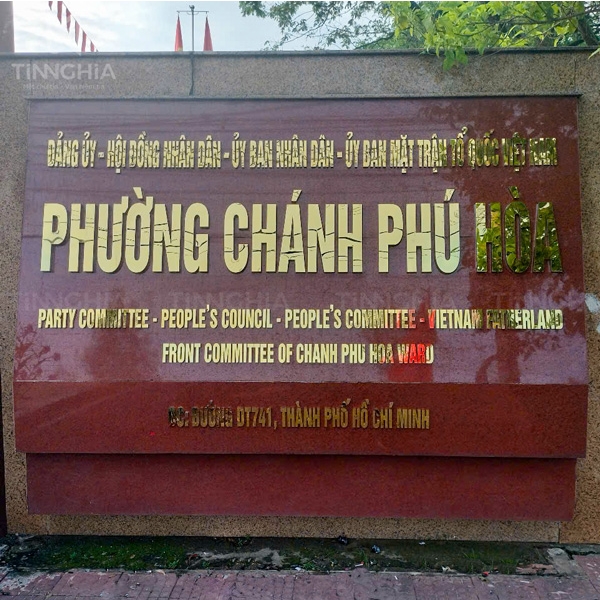 TiNNGHiA
ĐẢNG ỦY - HỘI ĐỒNG NHÂN DÂN - ỦY BAN NHÂN DÂN - ỦY BAN MẶT TRẬN TỔ QUỐC VIỆT NAM
PHƯỜNG CHÁNH PHÚ HÒA
PARTY COMMITTEE - PEOPLE'S COUNCIL - PEOPLE'S COMMITTEE - VIETNAM FATHERLAND
FRONT COMMITTEE OF CHANH PHU HOA WARD
ĐƯỜNG DT741, THÀNH PHỐ HỒ CHÍ MINH